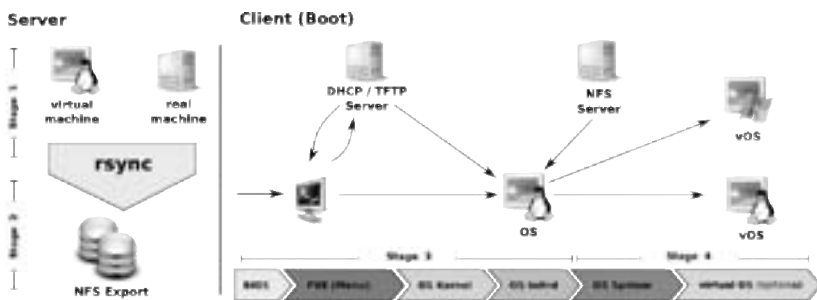 Server
Client (Boot)
Stage 1
virtual
machine
real
machine
rsync
Stage 2
NFS Export
DHCP / TFTP
Server
NFS
Server
OS
vOS
vOS
Stage 3
Stage 4
BIOS
PXE (Menu)
OS Kernel
OS Initrd
OS System
virtual OS (optional)